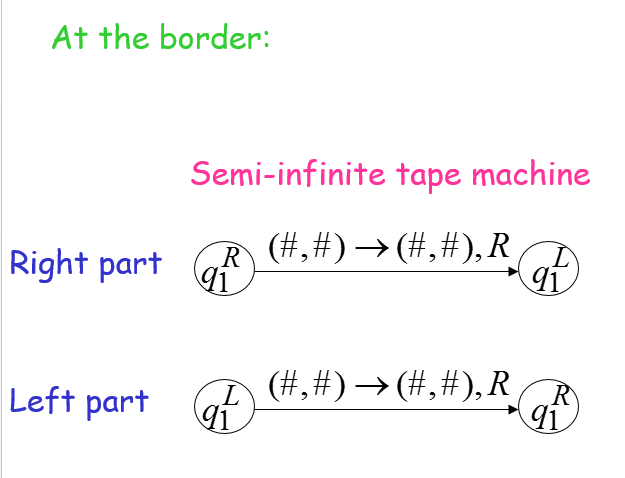 At the border:
Semi-infinite tape machine
Right part q₁ᴿ (#,#) → (#,#), R q₁ᴸ
Left part q₁ᴸ (#,#) → (#,#), R q₁ᴿ